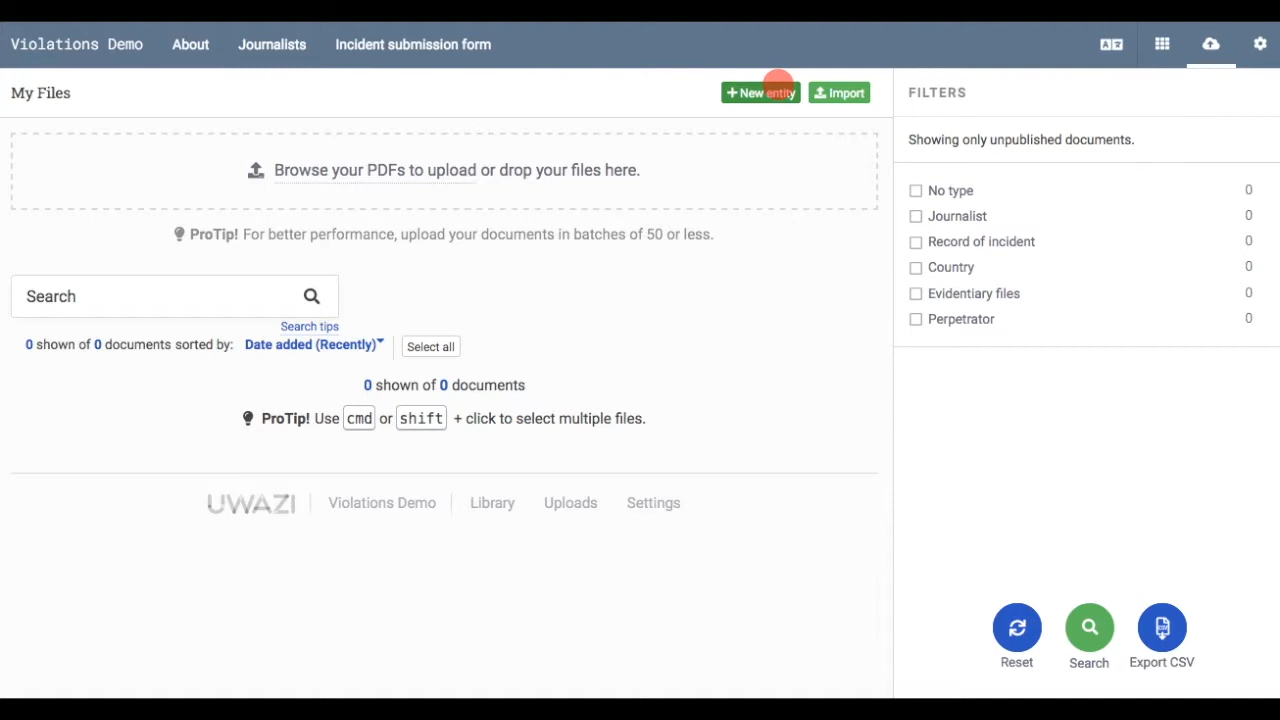 Violations Demo About Journalists Incident submission form
My Files
+ New entity Import
Browse your PDFs to upload or drop your files here.
ProTip! For better performance, upload your documents in batches of 50 or less.
Search
Search tips
0 shown of 0 documents sorted by: Date added (Recently) Select all
0 shown of 0 documents
ProTip! Use cmd or shift + click to select multiple files.
UWAZI Violations Demo Library Uploads Settings
FILTERS
Showing only unpublished documents.
No type 0
Journalist 0
Record of incident 0
Country 0
Evidentiary files 0
Perpetrator 0
Reset Search Export CSV